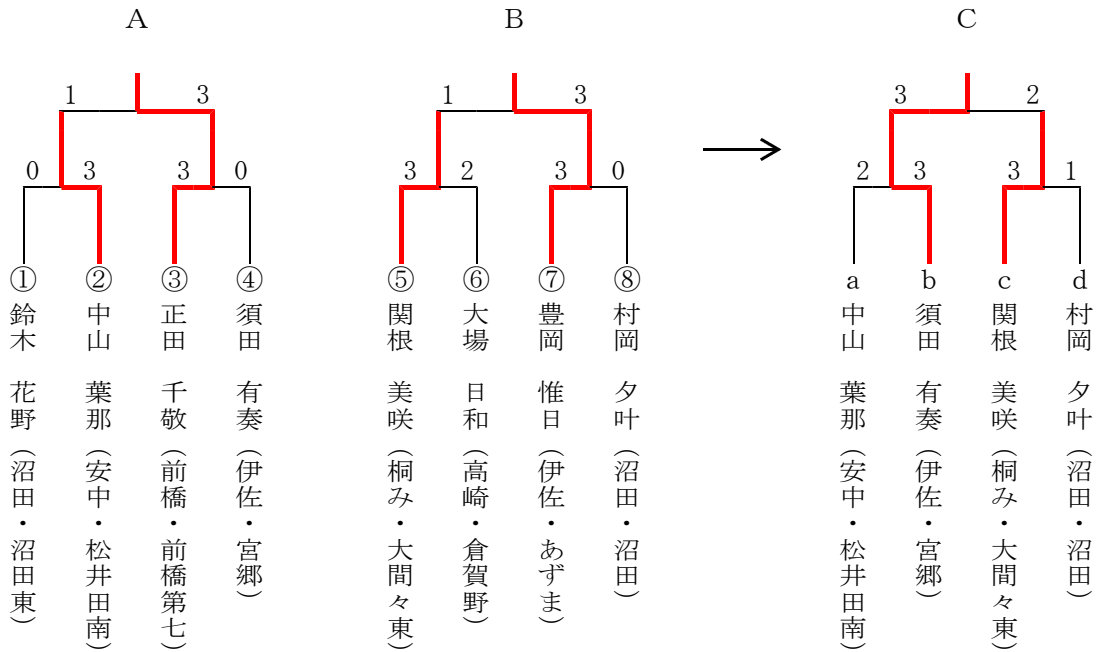 A
B
C
1 3
1 3
3 2
0 3 3 0
3 2 3 0
2 3 3 1
① 鈴木 花野（沼田・沼田東）
② 中山 葉那（安中・松井田南）
③ 正田 千敬（前橋・前橋第七）
④ 須田 有奏（伊佐・宮郷）
⑤ 関根 美咲（桐み・大間々東）
⑥ 大場 日和（高崎・倉賀野）
⑦ 豊岡 惟日（伊佐・あずま）
⑧ 村岡 夕叶（沼田・沼田）
a 中山 葉那（安中・松井田南）
b 須田 有奏（伊佐・宮郷）
c 関根 美咲（桐み・大間々東）
d 村岡 夕叶（沼田・沼田）